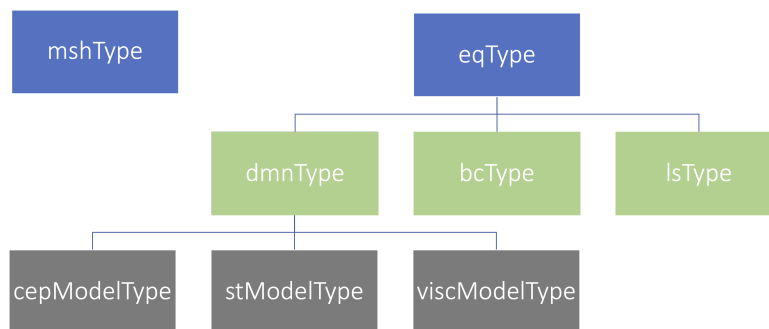 mshType
eqType
dmnType
bcType
lsType
cepModelType
stModelType
viscModelType